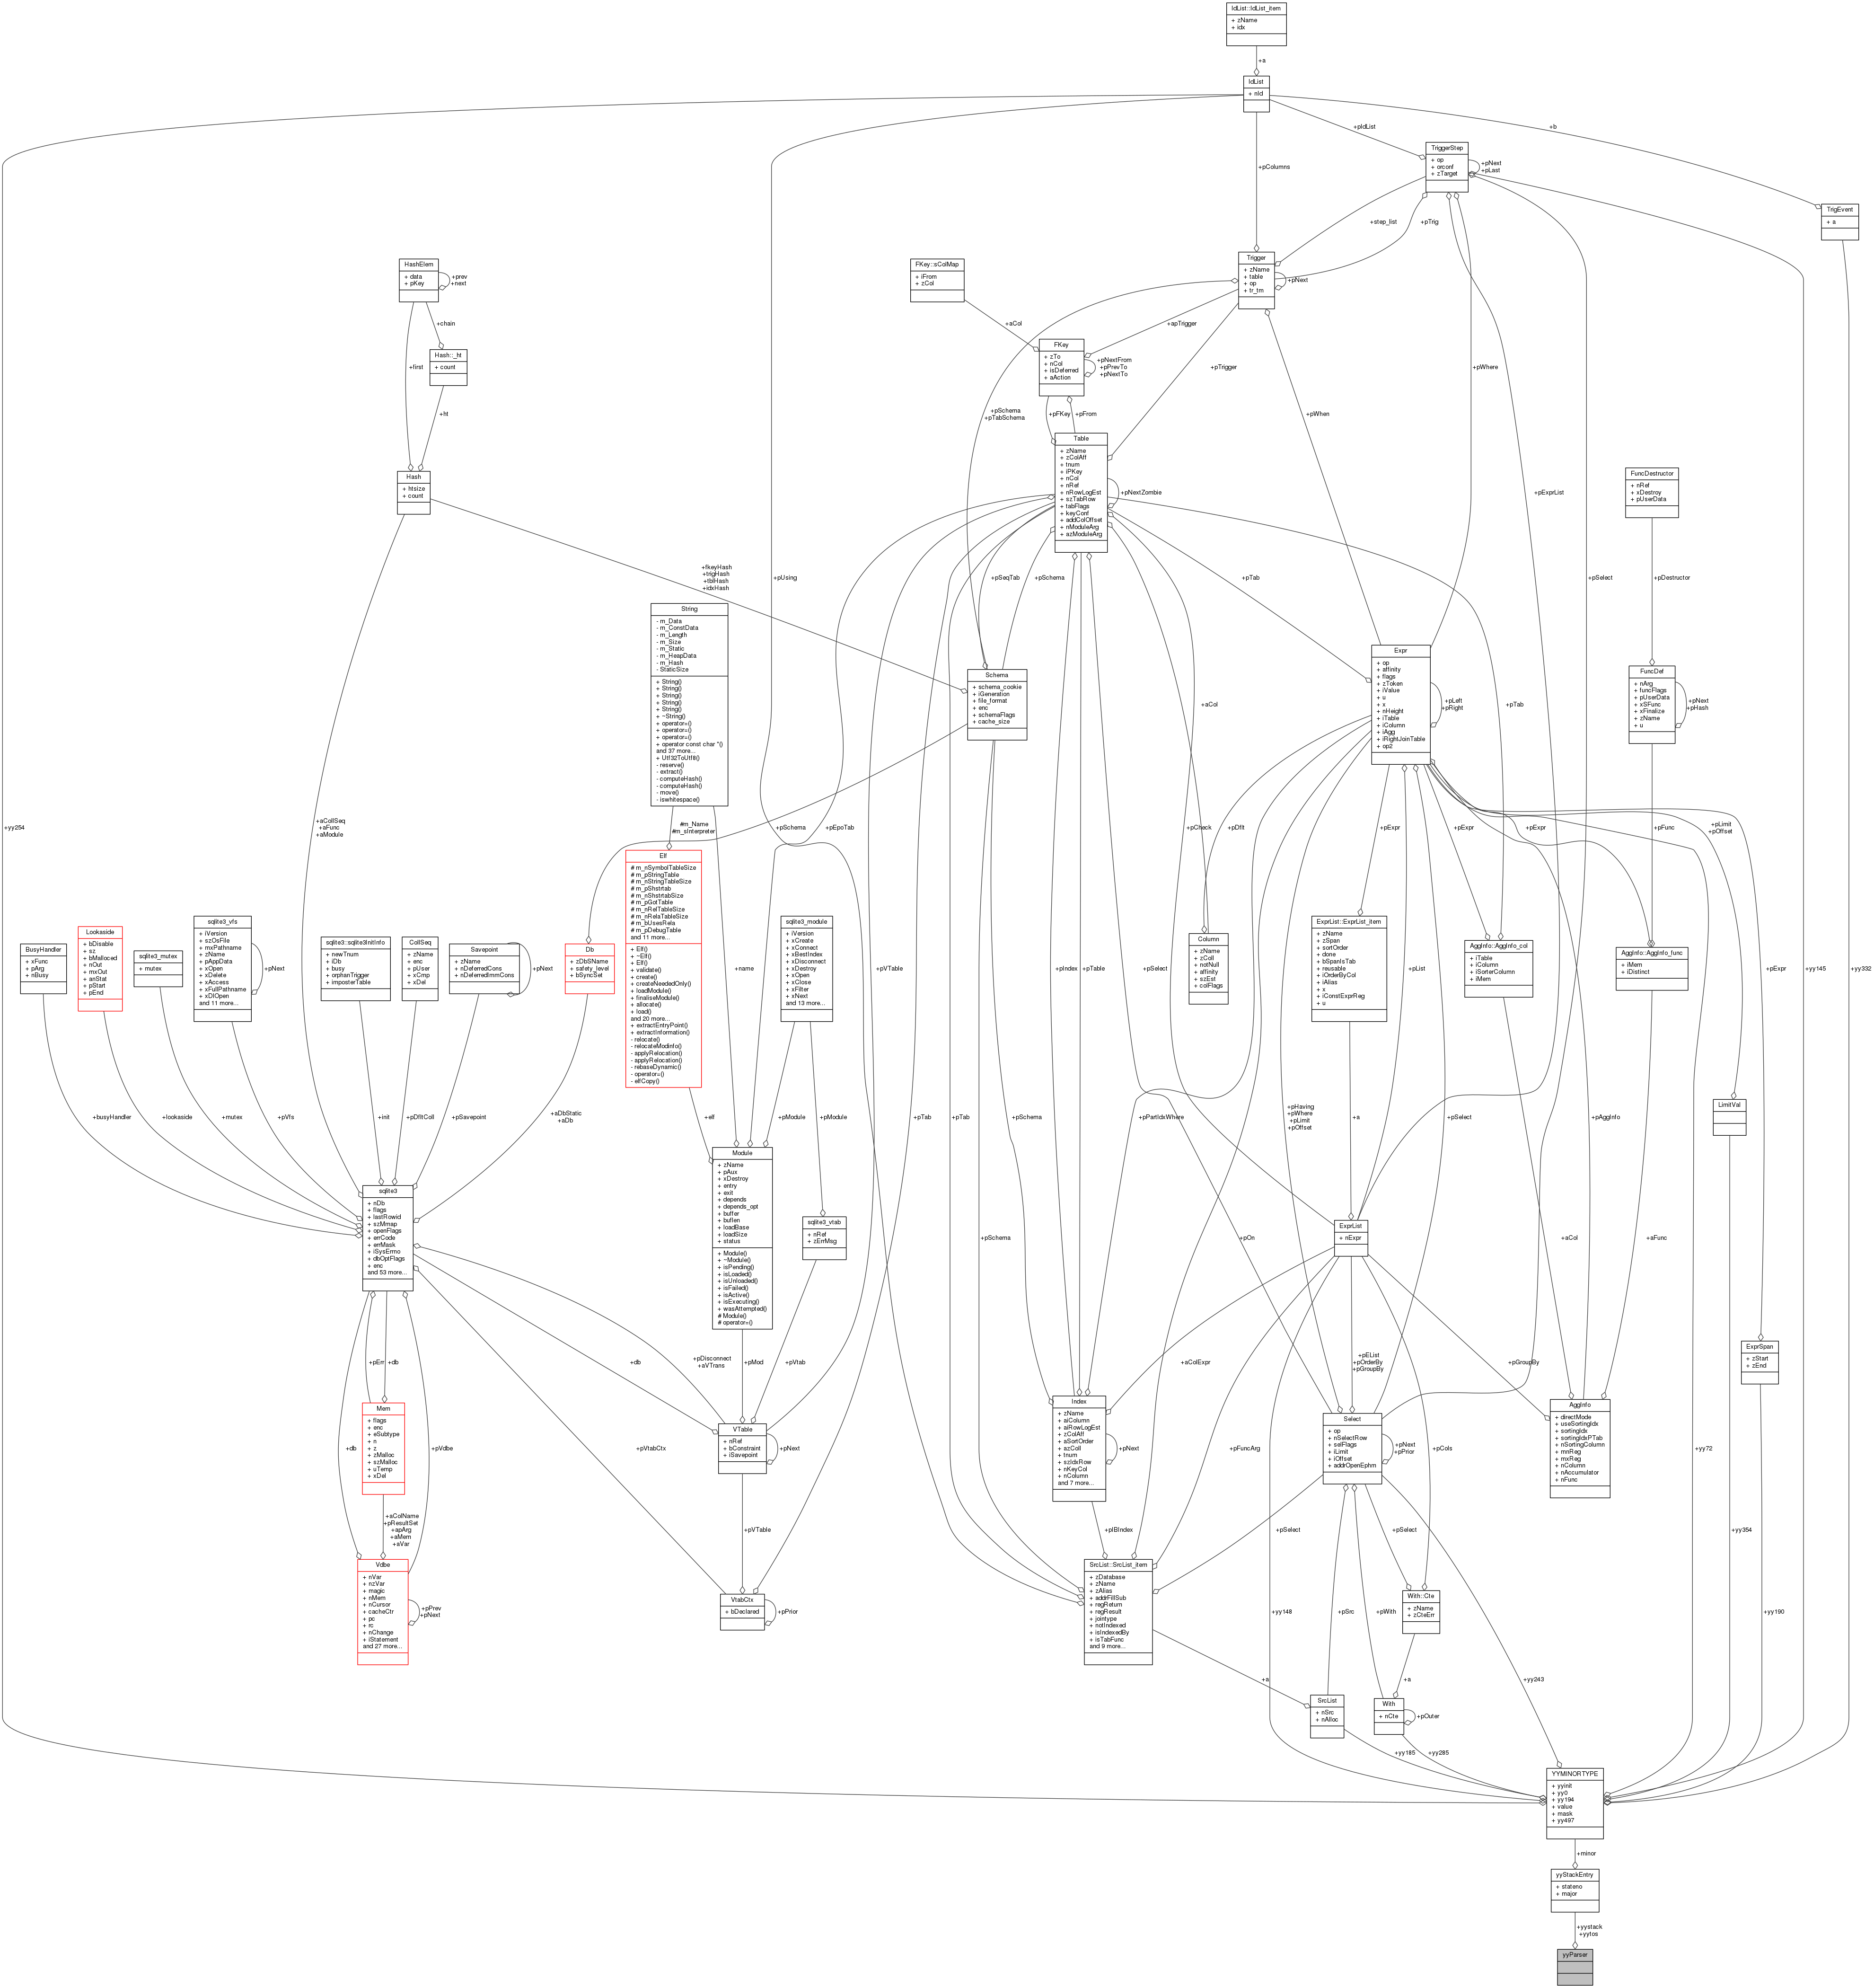 IdList::IdList_item
+ zName
+ idx
+a
IdList
+ nId
+pIdList
+b
TriggerStep
+ op
+ orconf
+ zTarget
+pNext
+pLast
+pColumns
TrigEvent
+ a
+step_list
+pTrig
Trigger
+ zName
+ table
+ op
+ tr_tm
+pNext
HashElem
+ data
+ pKey
+prev
+next
FKey::sColMap
+ iFrom
+ zCol
+chain
+aCol
+apTrigger
Hash::_ht
+ count
+first
FKey
+ zTo
+ nCol
+ isDeferred
+ aAction
+pNextFrom
+pPrevTo
+pNextTo
+pTrigger
+pWhere
+ht
+pSchema
+pTabSchema
+pFKey
+pFrom
+pWhen
Table
+ zName
+ zColAff
+ tnum
+ iPKey
+ nCol
+ nRef
+ nRowLogEst
+ szTabRow
+ tabFlags
+ keyConf
+ addColOffset
+ nModuleArg
+ azModuleArg
+pNextZombie
Hash
+ htsize
+ count
+pExprList
FuncDestructor
+ nRef
+ xDestroy
+ pUserData
+fkeyHash
+trigHash
+tblHash
+idxHash
+pUsing
+pSeqTab
+pSchema
+pTab
+pSelect
+pDestructor
String
- m_Data
- m_ConstData
- m_Length
- m_Size
- m_Static
- m_HeapData
- m_Hash
- StaticSize
+ String()
+ String()
+ String()
+ String()
+ String()
+ ~String()
+ operator=()
+ operator=()
+ operator=()
+ operator const char *()
and 37 more...
+ Utf32ToUtf8()
- reserve()
- extract()
- computeHash()
- computeHash()
- move()
- iswhitespace()
Schema
+ schema_cookie
+ iGeneration
+ file_format
+ enc
+ schemaFlags
+ cache_size
+aCol
Expr
+ op
+ affinity
+ flags
+ zToken
+ iValue
+ u
+ x
+ nHeight
+ iTable
+ iColumn
+ iAgg
+ iRightJoinTable
+ op2
+pLeft
+pRight
+pTab
FuncDef
+ nArg
+ funcFlags
+ pUserData
+ xSFunc
+ xFinalize
+ zName
+ u
+pNext
+pHash
+yy254
+aCollSeq
+aFunc
+aModule
#m_Name
#m_sInterpreter
+pSchema
+pEpoTab
+pCheck
+pDflt
+pExpr
+pExpr
+pExpr
+pFunc
+pLimit
+pOffset
Elf
# m_nSymbolTableSize
# m_pStringTable
# m_nStringTableSize
# m_pShstrtab
# m_nShstrtabSize
# m_pGotTable
# m_nRelTableSize
# m_nRelaTableSize
# m_bUsesRela
# m_pDebugTable
and 11 more...
+ Elf()
+ ~Elf()
+ Elf()
+ validate()
+ create()
+ createNeededOnly()
+ loadModule()
+ finaliseModule()
+ allocate()
+ load()
and 20 more...
+ extractEntryPoint()
+ extractInformation()
- relocate()
- relocateModinfo()
- applyRelocation()
- applyRelocation()
- rebaseDynamic()
- operator=()
- elfCopy()
BusyHandler
+ xFunc
+ pArg
+ nBusy
Lookaside
+ bDisable
+ sz
+ bMalloced
+ nOut
+ mxOut
+ anStat
+ pStart
+ pEnd
sqlite3_mutex
+ mutex
sqlite3_vfs
+ iVersion
+ szOsFile
+ mxPathname
+ zName
+ pAppData
+ xOpen
+ xDelete
+ xAccess
+ xFullPathname
+ xDlOpen
and 11 more...
+pNext
sqlite3::sqlite3InitInfo
+ newTnum
+ iDb
+ busy
+ orphanTrigger
+ imposterTable
CollSeq
+ zName
+ enc
+ pUser
+ xCmp
+ xDel
Savepoint
+ zName
+ nDeferredCons
+ nDeferredImmCons
+pNext
Db
+ zDbSName
+ safety_level
+ bSyncSet
+name
sqlite3_module
+ iVersion
+ xCreate
+ xConnect
+ xBestIndex
+ xDisconnect
+ xDestroy
+ xOpen
+ xClose
+ xFilter
+ xNext
and 13 more...
+pVTable
+pIndex
+pTable
+pSelect
Column
+ zName
+ zColl
+ notNull
+ affinity
+ szEst
+ colFlags
ExprList::ExprList_item
+ zName
+ zSpan
+ sortOrder
+ done
+ bSpanIsTab
+ reusable
+ iOrderByCol
+ iAlias
+ x
+ iConstExprReg
+ u
+pList
AggInfo::AggInfo_col
+ iTable
+ iColumn
+ iSorterColumn
+ iMem
AggInfo::AggInfo_func
+ iMem
+ iDistinct
+pExpr
+yy145
+yy332
+busyHandler
+lookaside
+mutex
+pVfs
+init
+pDfltColl
+pSavepoint
+aDbStatic
+aDb
+elf
+pModule
+pModule
+pTab
+pTab
+pSchema
+pPartIdxWhere
+pHaving
+pWhere
+pLimit
+pOffset
+a
+pSelect
+pAggInfo
LimitVal
Module
+ zName
+ pAux
+ xDestroy
+ entry
+ exit
+ depends
+ depends_opt
+ buffer
+ buflen
+ loadBase
+ loadSize
+ status
+ Module()
+ ~Module()
+ isPending()
+ isLoaded()
+ isUnloaded()
+ isFailed()
+ isActive()
+ isExecuting()
+ wasAttempted()
# Module()
# operator=()
sqlite3
+ nDb
+ flags
+ lastRowid
+ szMmap
+ openFlags
+ errCode
+ errMask
+ iSysErrno
+ dbOptFlags
+ enc
and 53 more...
sqlite3_vtab
+ nRef
+ zErrMsg
+pSchema
+pOn
ExprList
+ nExpr
+aCol
+aFunc
+pErr
+db
+pDisconnect
+aVTrans
+db
+pMod
+pVtab
+aColExpr
+pEList
+pOrderBy
+pGroupBy
+pGroupBy
ExprSpan
+ zStart
+ zEnd
Mem
+ flags
+ enc
+ eSubtype
+ n
+ z
+ zMalloc
+ szMalloc
+ uTemp
+ xDel
+db
+pVdbe
+pVtabCtx
VTable
+ nRef
+ bConstraint
+ iSavepoint
+pNext
Index
+ zName
+ aiColumn
+ aiRowLogEst
+ zColAff
+ aSortOrder
+ azColl
+ tnum
+ szIdxRow
+ nKeyCol
+ nColumn
and 7 more...
+pNext
+pFuncArg
Select
+ op
+ nSelectRow
+ selFlags
+ iLimit
+ iOffset
+ addrOpenEphm
+pNext
+pPrior
+pCols
AggInfo
+ directMode
+ useSortingIdx
+ sortingIdx
+ sortingIdxPTab
+ nSortingColumn
+ mnReg
+ mxReg
+ nColumn
+ nAccumulator
+ nFunc
+yy72
+aColName
+pResultSet
+apArg
+aMem
+aVar
+pVTable
+pIBIndex
+pSelect
+pSelect
+yy354
Vdbe
+ nVar
+ nzVar
+ magic
+ nMem
+ nCursor
+ cacheCtr
+ pc
+ rc
+ nChange
+ iStatement
and 27 more...
+pPrev
+pNext
VtabCtx
+ bDeclared
+pPrior
SrcList::SrcList_item
+ zDatabase
+ zName
+ zAlias
+ addrFillSub
+ regReturn
+ regResult
+ jointype
+ notIndexed
+ isIndexedBy
+ isTabFunc
and 9 more...
+yy148
+pSrc
+pWith
With::Cte
+ zName
+ zCteErr
+yy190
+a
+a
+yy243
SrcList
+ nSrc
+ nAlloc
With
+ nCte
+pOuter
+yy185
+yy285
YYMINORTYPE
+ yyinit
+ yy0
+ yy194
+ value
+ mask
+ yy497
+minor
yyStackEntry
+ stateno
+ major
+yystack
+yytos
yyParser